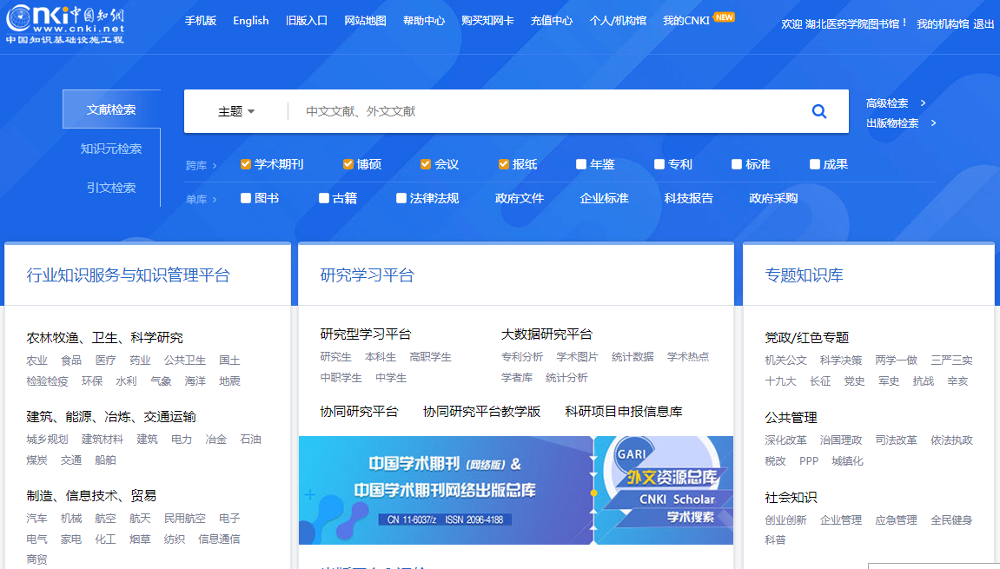 cnki 中国知网
www.cnki.net
中国知识基础设施工程
手机版 English 旧版入口 网站地图 帮助中心 购买知网卡 充值中心 个人/机构馆 我的CNKI NEW
欢迎 湖北医药学院图书馆! 我的机构馆 退出
文献检索
知识元检索
引文检索
主题 中文文献、外文文献
高级检索 >
出版物检索 >
跨库 > 学术期刊 博硕 会议 报纸 年鉴 专利 标准 成果
单库 > 图书 古籍 法律法规 政府文件 企业标准 科技报告 政府采购
行业知识服务与知识管理平台
农林牧渔、卫生、科学研究
农业 食品 医疗 药业 公共卫生 国土
检验检疫 环保 水利 气象 海洋 地震
建筑、能源、冶炼、交通运输
城乡规划 建筑材料 建筑 电力 冶金 石油
煤炭 交通 船舶
制造、信息技术、贸易
汽车 机械 航空 航天 民用航空 电子
电气 家电 化工 烟草 纺织 信息通信
商贸
研究学习平台
研究型学习平台
研究生 本科生 高职学生
中职学生 中学生
大数据研究平台
专利分析 学术图片 统计数据 学术热点
学者库 统计分析
协同研究平台 协同研究平台教学版 科研项目申报信息库
中国学术期刊(网络版)&
中国学术期刊网络出版总库
CN 11-6037/z ISSN 2096-4188
GARI
外文资源总库
CNKI Scholar
学术搜索
专题知识库
党政/红色专题
机关公文 科学决策 两学一做 三严三实
十九大 长征 党史 军史 抗战 辛亥
公共管理
深化改革 治国理政 司法改革 依法执政
税改 PPP 城镇化
社会知识
创业创新 企业管理 应急管理 全民健身
科普